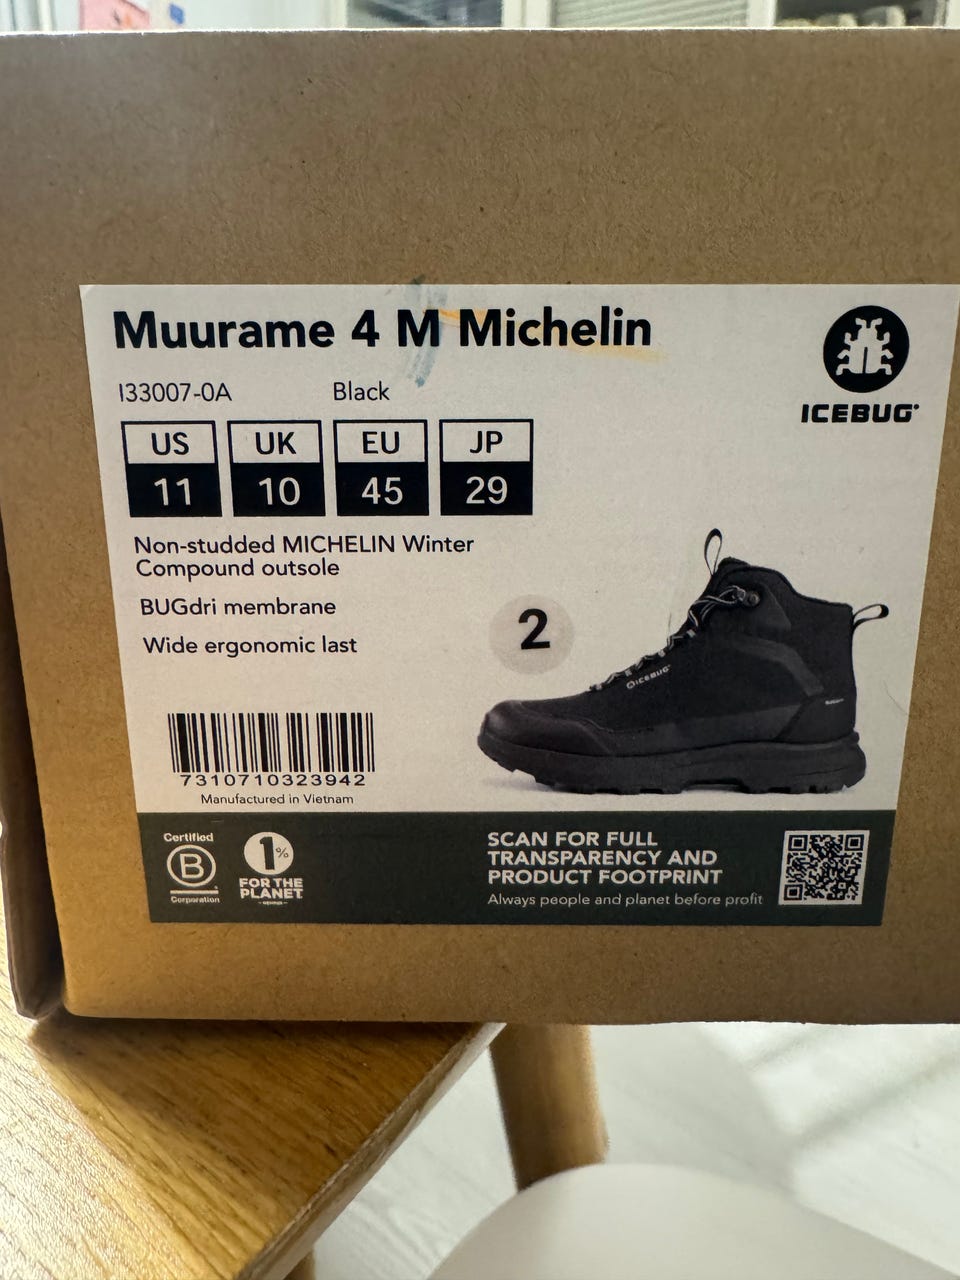 Muurame 4 M Michelin
I33007-0A Black
ICEBUG
US UK EU JP
11 10 45 29
Non-studded MICHELIN Winter
Compound outsole
BUGdri membrane
Wide ergonomic last
2
ICEBUG
7310710323942
Manufactured in Vietnam
Certified
B
Corporation
1%
FOR THE
PLANET
SCAN FOR FULL
TRANSPARENCY AND
PRODUCT FOOTPRINT
Always people and planet before profit